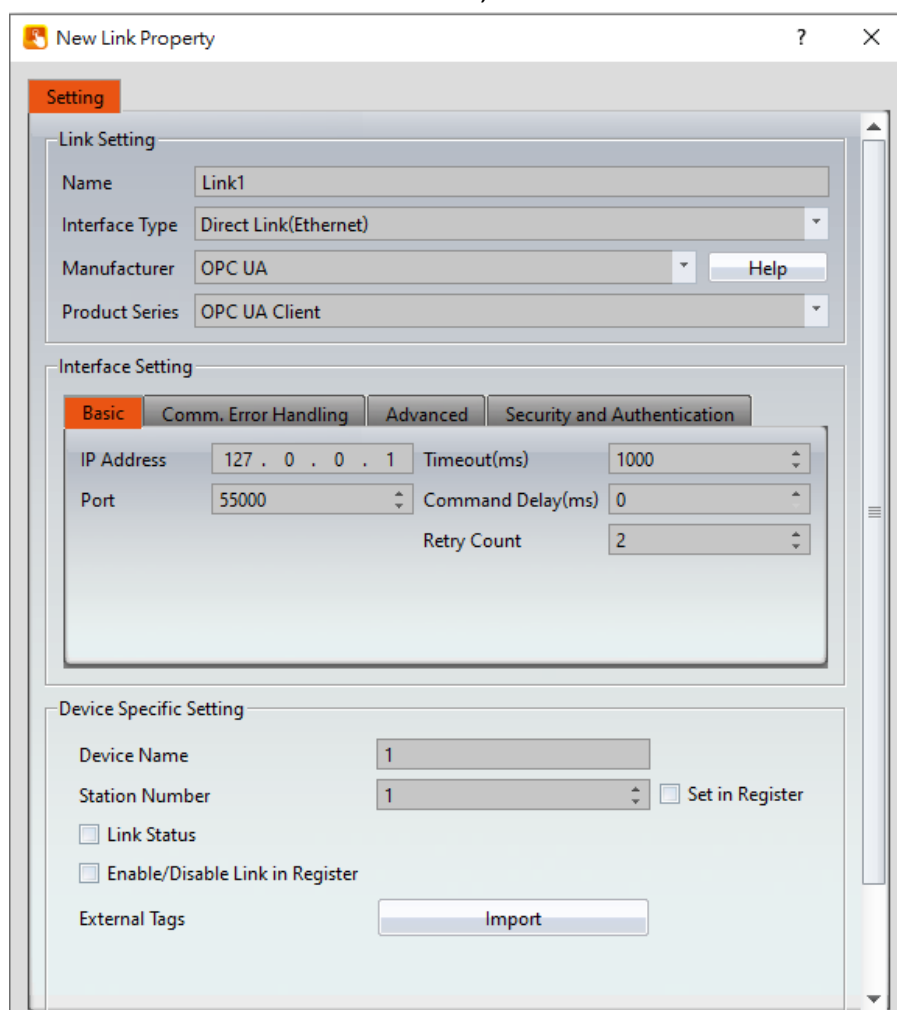 New Link Property ?
Setting
Link Setting
Name Link1
Interface Type Direct Link(Ethernet)
Manufacturer OPC UA Help
Product Series OPC UA Client
Interface Setting
Basic Comm. Error Handling Advanced Security and Authentication
IP Address 127 . 0 . 0 . 1 Timeout(ms) 1000
Port 55000 Command Delay(ms) 0
Retry Count 2
Device Specific Setting
Device Name 1
Station Number 1 Set in Register
Link Status
Enable/Disable Link in Register
External Tags Import